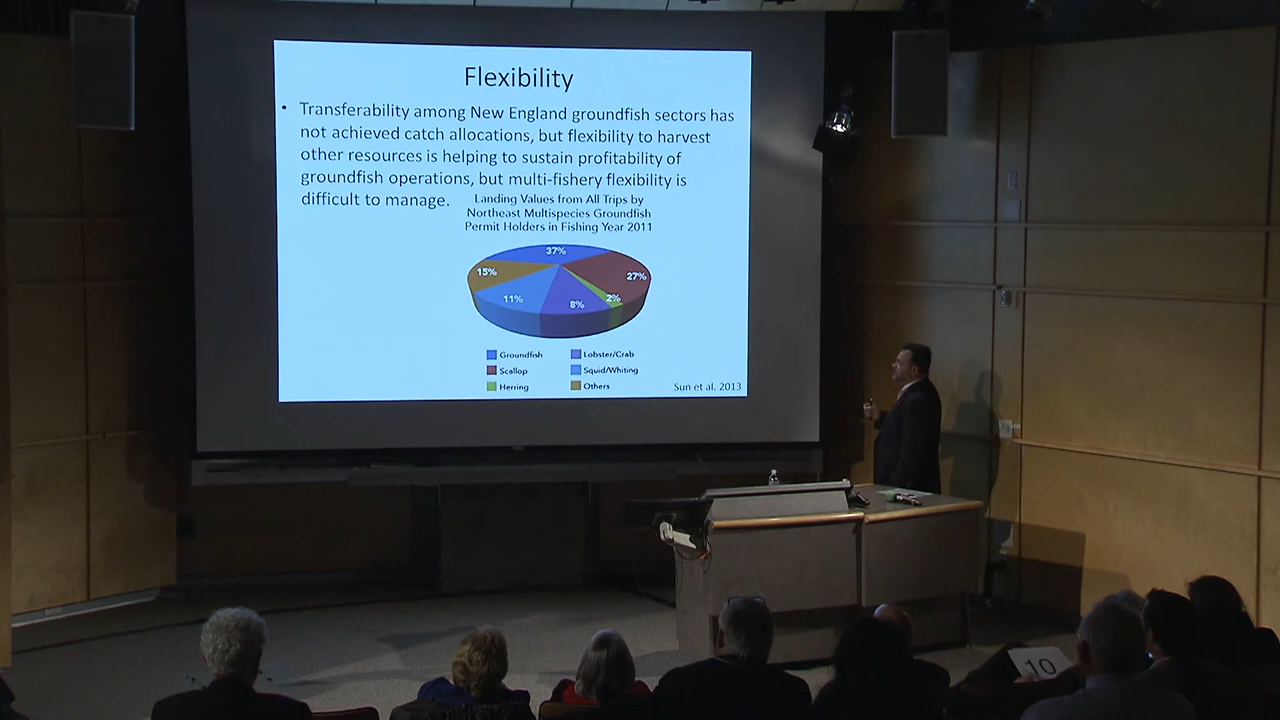 Flexibility
• Transferability among New England groundfish sectors has
not achieved catch allocations, but flexibility to harvest
other resources is helping to sustain profitability of
groundfish operations, but multi-fishery flexibility is
difficult to manage.
Landing Values from All Trips by
Northeast Multispecies Groundfish
Permit Holders in Fishing Year 2011
37%
27%
2%
8%
11%
15%
Groundfish
Lobster/Crab
Scallop
Squid/Whiting
Herring
Others
Sun et al. 2013
10